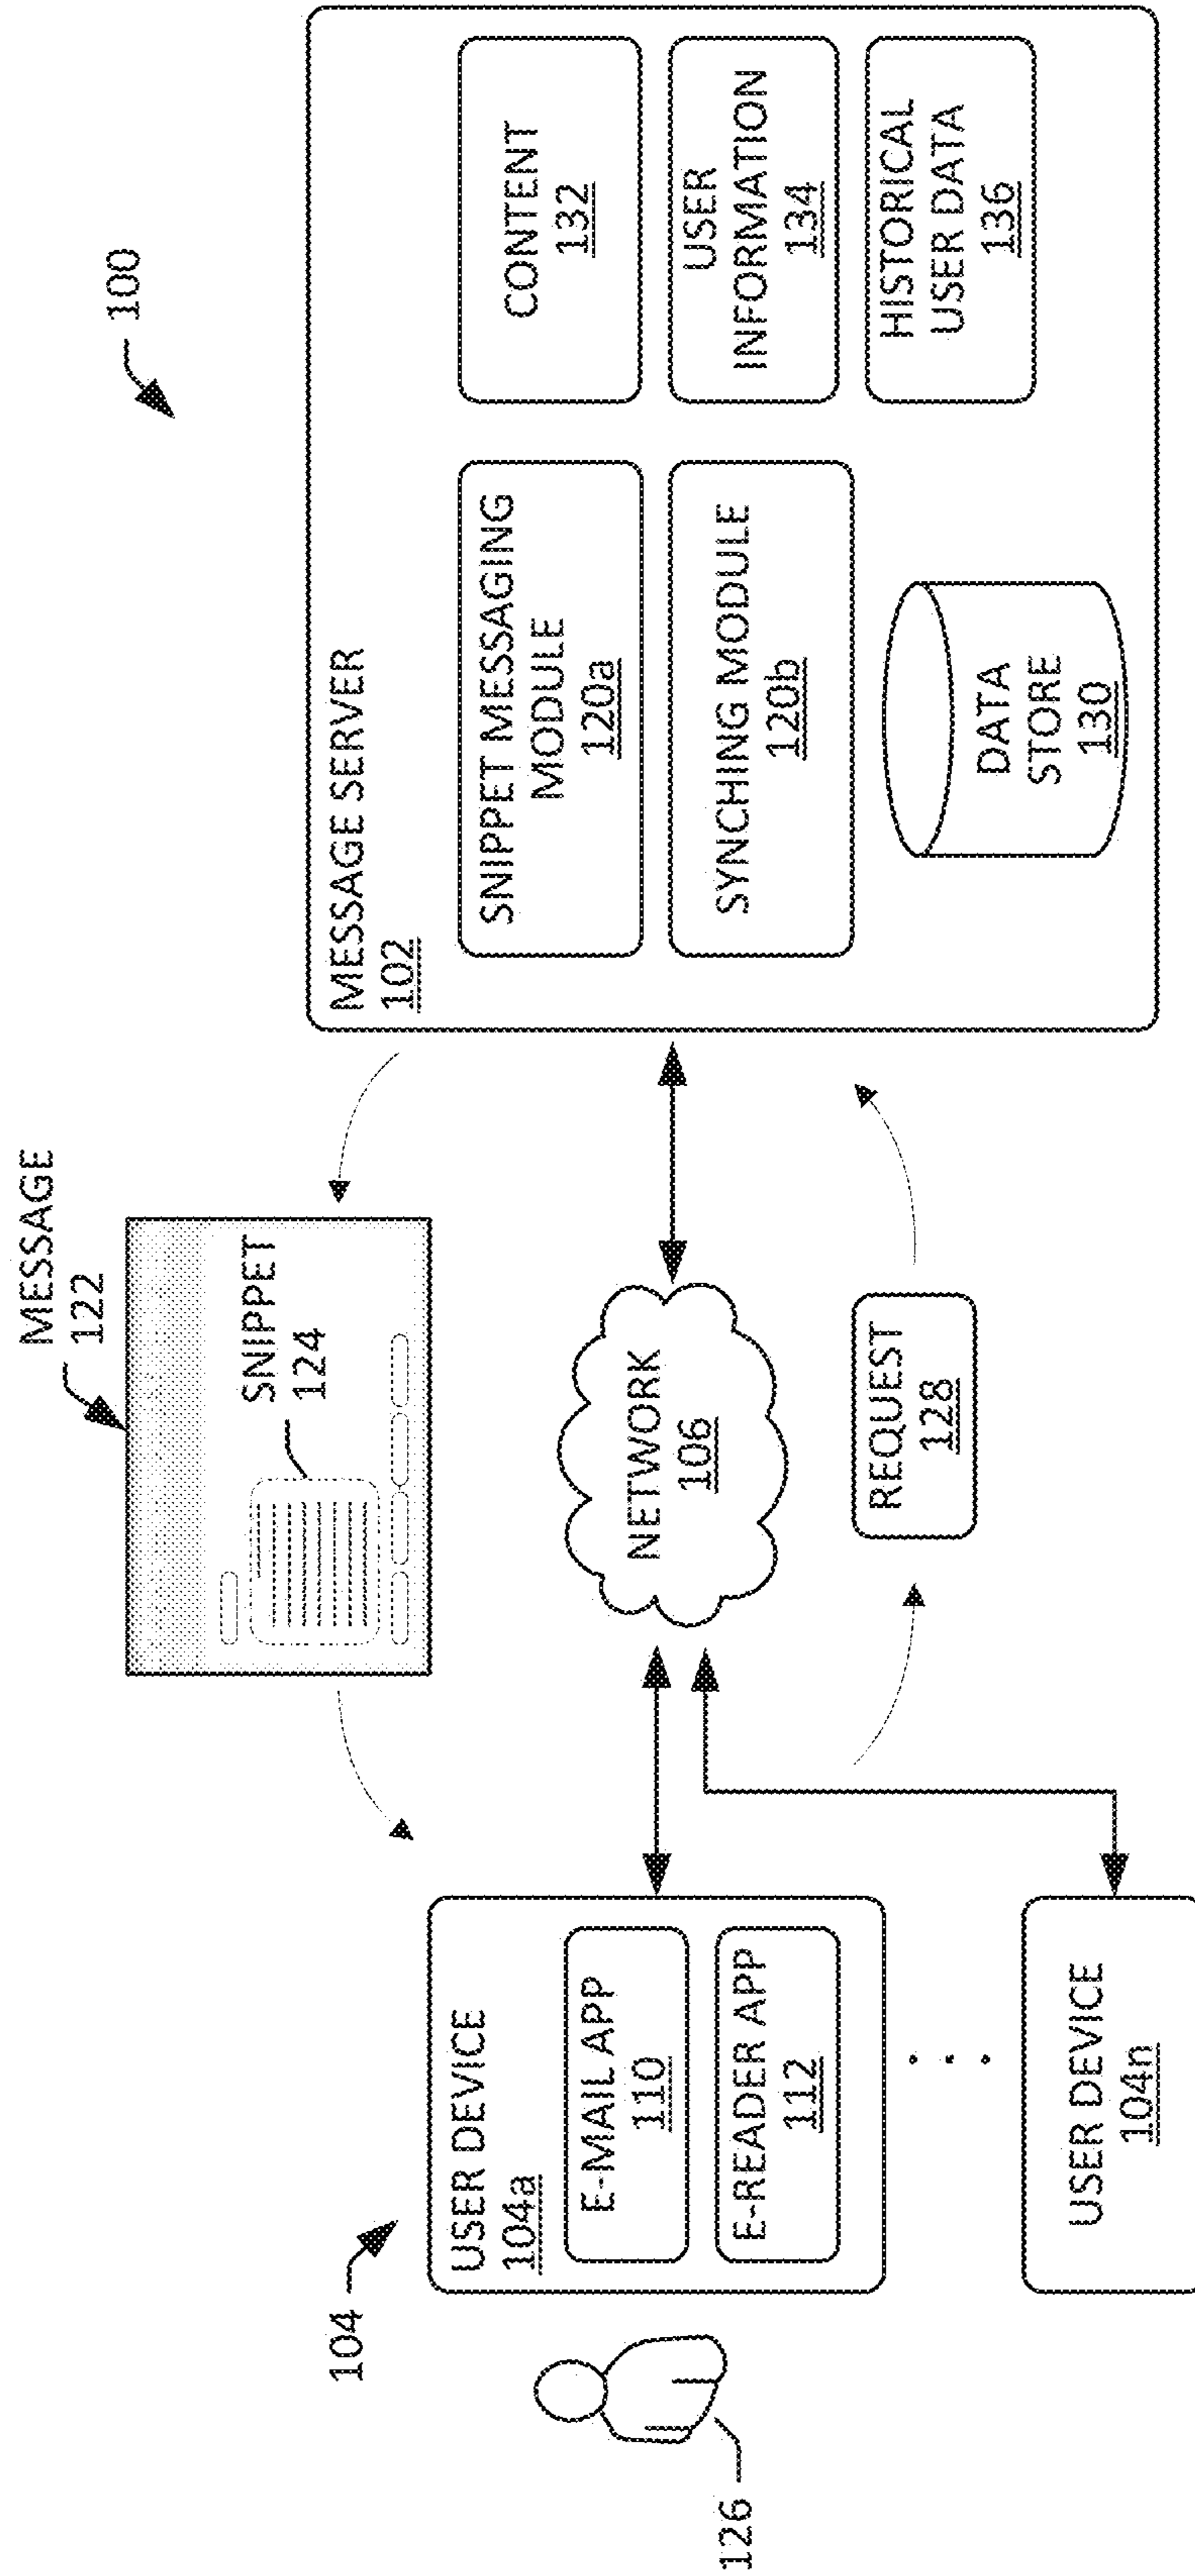 100
MESSAGE
122
SNIPPET
124
MESSAGE SERVER
102
SNIPPET MESSAGING
MODULE
120a
CONTENT
132
SYNCHING MODULE
120b
USER
INFORMATION
134
DATA
STORE
130
HISTORICAL
USER DATA
136
NETWORK
106
REQUEST
128
104
USER DEVICE
104a
E-MAIL APP
110
E-READER APP
112
USER DEVICE
104n
126